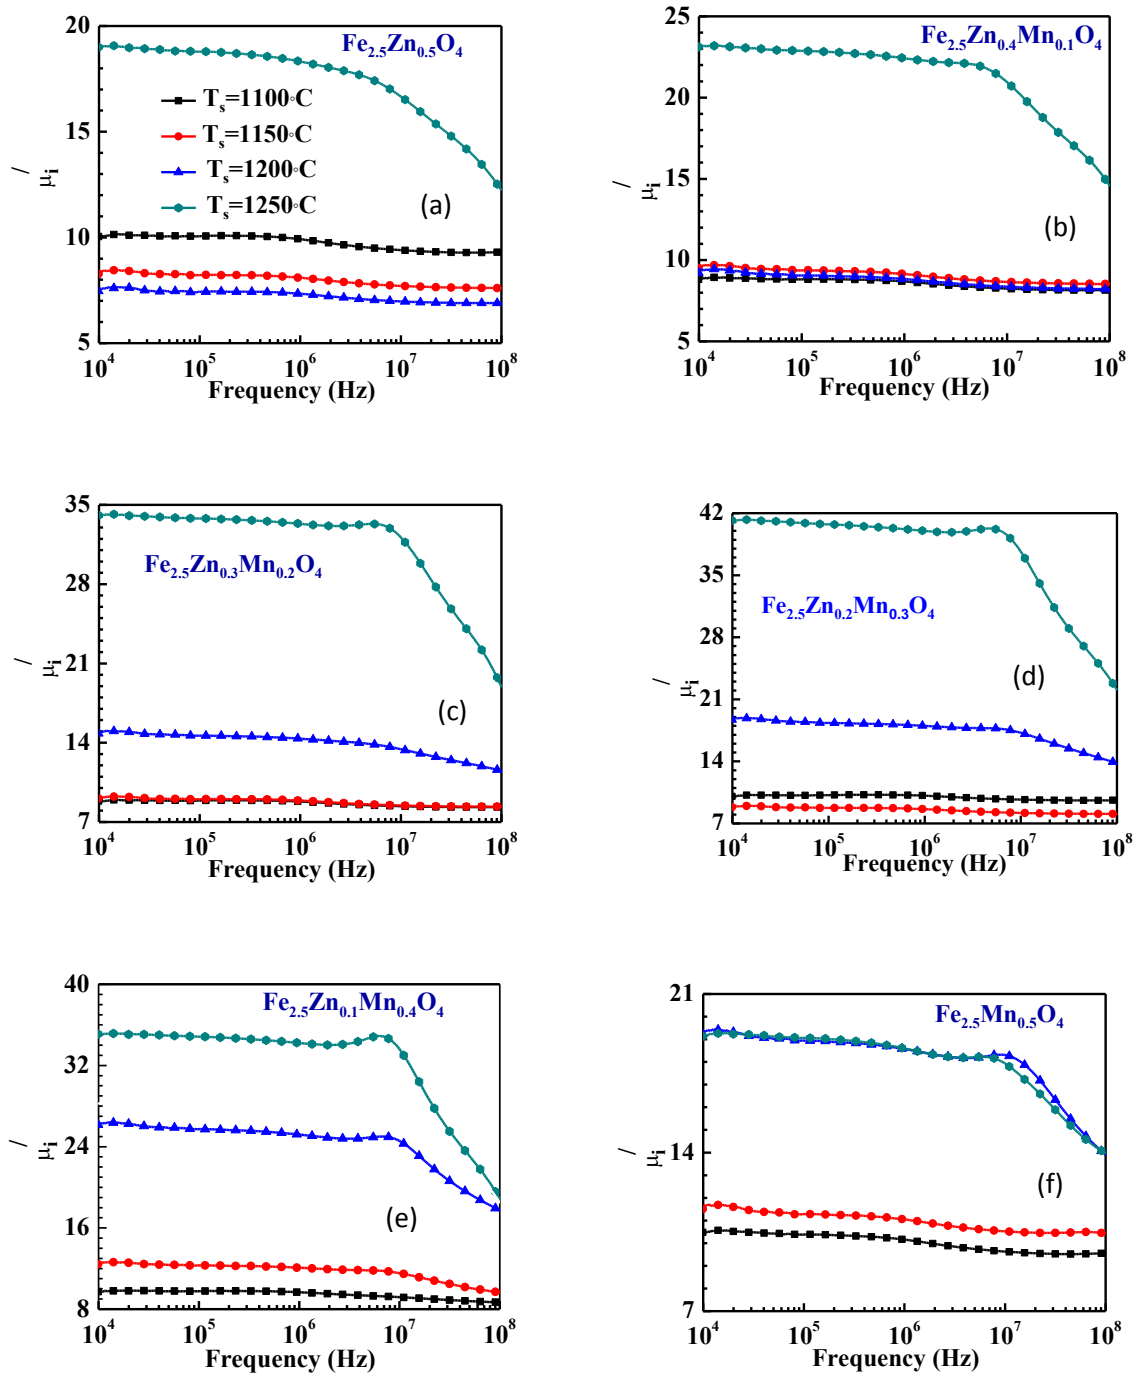 20
Fe2.5Zn0.5O4
Ts=1100◦C
Ts=1150◦C
Ts=1200◦C
Ts=1250◦C
15
10
5
μi/
(a)
10^4 10^5 10^6 10^7 10^8
Frequency (Hz)
25
Fe2.5Zn0.4Mn0.1O4
20
15
10
5
μi/
(b)
10^4 10^5 10^6 10^7 10^8
Frequency (Hz)
35
28
21
14
7
Fe2.5Zn0.3Mn0.2O4
μi/
(c)
10^4 10^5 10^6 10^7 10^8
Frequency (Hz)
42
35
28
21
14
7
Fe2.5Zn0.2Mn0.3O4
μi/
(d)
10^4 10^5 10^6 10^7 10^8
Frequency (Hz)
40
32
24
16
8
Fe2.5Zn0.1Mn0.4O4
μi/
(e)
10^4 10^5 10^6 10^7 10^8
Frequency (Hz)
21
14
7
Fe2.5Mn0.5O4
μi/
(f)
10^4 10^5 10^6 10^7 10^8
Frequency (Hz)